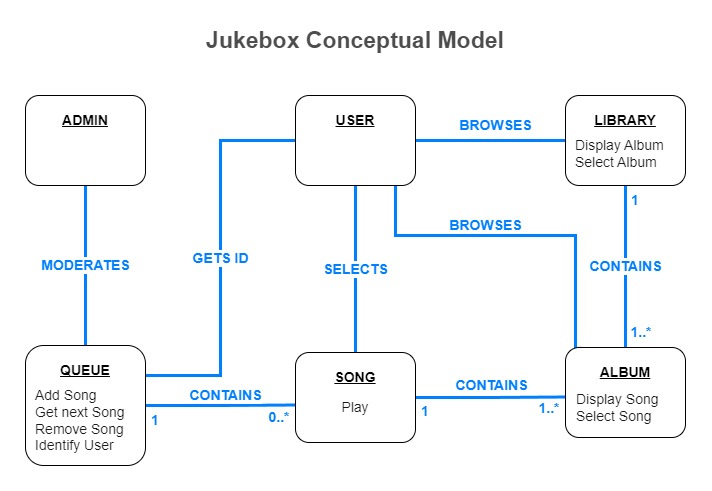 Jukebox Conceptual Model
ADMIN
USER
LIBRARY
Display Album
Select Album
BROWSES
1
BROWSES
GETS ID
MODERATES
SELECTS
CONTAINS
1..*
QUEUE
Add Song
Get next Song
Remove Song
Identify User
CONTAINS
1
0..*
SONG
Play
CONTAINS
1
1..*
ALBUM
Display Song
Select Song